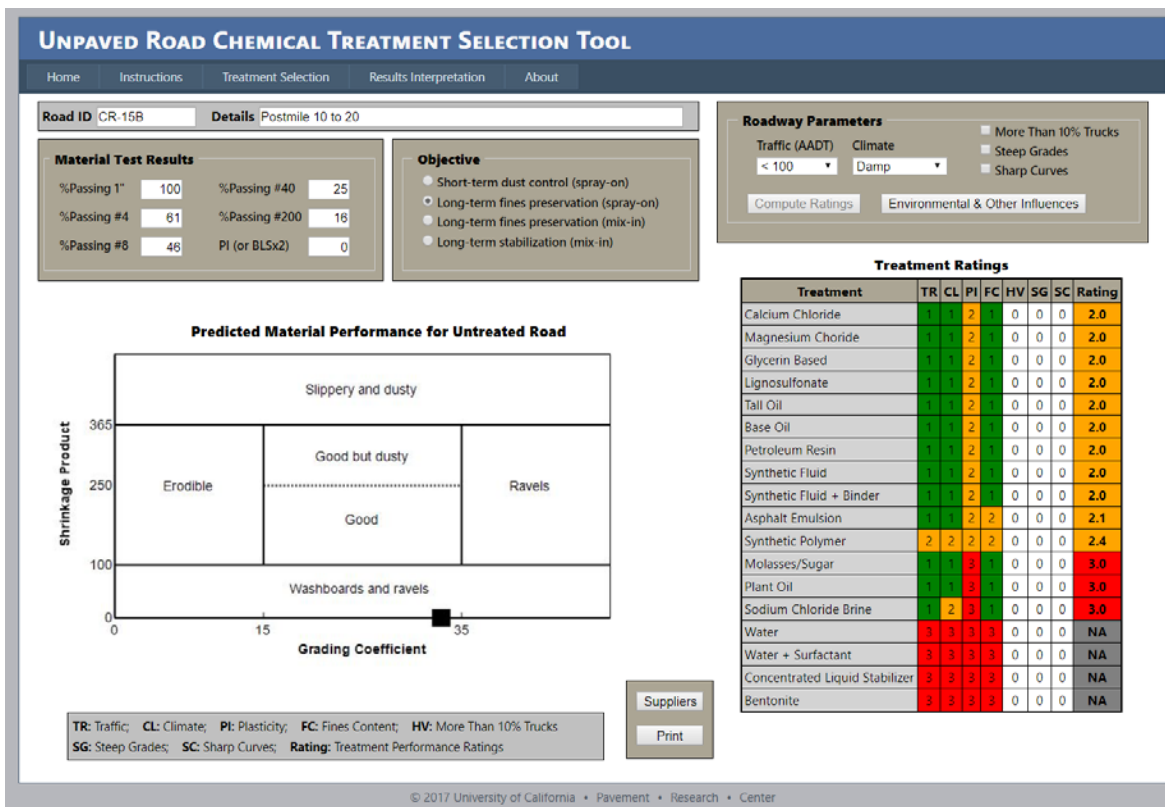 UNPAVED ROAD CHEMICAL TREATMENT SELECTION TOOL
Home Instructions Treatment Selection Results Interpretation About
Road ID CR-15B Details Postmile 10 to 20
Material Test Results
%Passing 1" 100 %Passing #40 25
%Passing #4 61 %Passing #200 16
%Passing #8 46 PI (or BLSx2) 0
Objective
Short-term dust control (spray-on)
Long-term fines preservation (spray-on)
Long-term fines preservation (mix-in)
Long-term stabilization (mix-in)
Roadway Parameters
Traffic (AADT) Climate
< 100 Damp
More Than 10% Trucks
Steep Grades
Sharp Curves
Compute Ratings Environmental & Other Influences
Predicted Material Performance for Untreated Road
Slippery and dusty
365
Good but dusty
250
Erodible
Ravels
Good
100
Washboards and ravels
0
0 15 35
Shrinkage Product
Grading Coefficient
Treatment Ratings
Treatment TR CL PI FC HV SG SC Rating
Calcium Chloride 1 1 2 1 0 0 0 2.0
Magnesium Choride 1 1 2 1 0 0 0 2.0
Glycerin Based 1 1 2 1 0 0 0 2.0
Lignosulfonate 1 1 2 1 0 0 0 2.0
Tall Oil 1 1 2 1 0 0 0 2.0
Base Oil 1 1 2 1 0 0 0 2.0
Petroleum Resin 1 1 2 1 0 0 0 2.0
Synthetic Fluid 1 1 2 1 0 0 0 2.0
Synthetic Fluid + Binder 1 1 2 1 0 0 0 2.0
Asphalt Emulsion 1 1 2 2 0 0 0 2.1
Synthetic Polymer 2 2 2 2 0 0 0 2.4
Molasses/Sugar 1 1 3 1 0 0 0 3.0
Plant Oil 1 1 3 1 0 0 0 3.0
Sodium Chloride Brine 1 2 3 1 0 0 0 3.0
Water 3 3 3 3 0 0 0 NA
Water + Surfactant 3 3 3 3 0 0 0 NA
Concentrated Liquid Stabilizer 3 3 3 3 0 0 0 NA
Bentonite 3 3 3 3 0 0 0 NA
Suppliers
Print
TR: Traffic; CL: Climate; PI: Plasticity; FC: Fines Content; HV: More Than 10% Trucks
SG: Steep Grades; SC: Sharp Curves; Rating: Treatment Performance Ratings
© 2017 University of California • Pavement • Research • Center